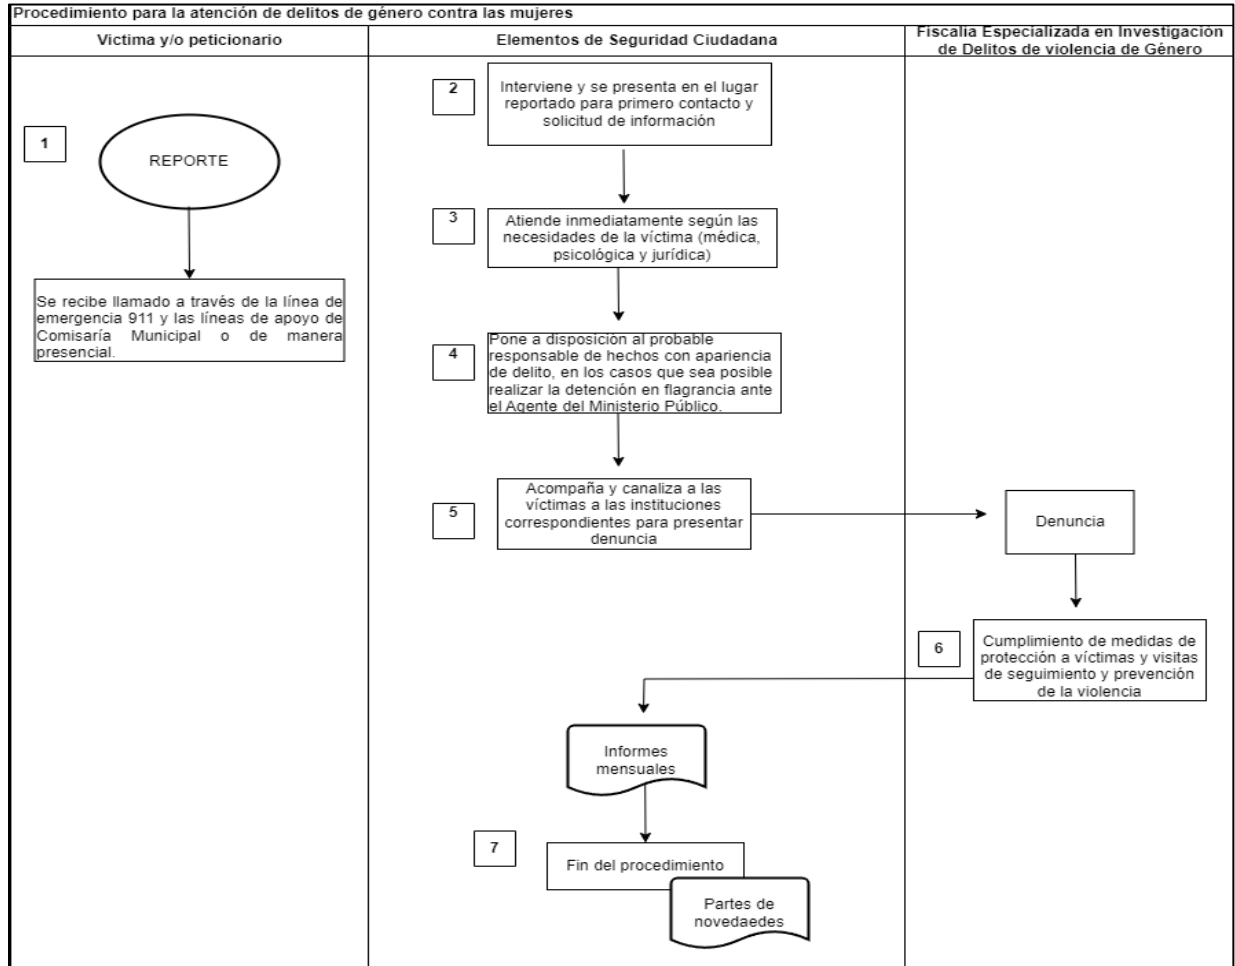 Procedimiento para la atención de delitos de género contra las mujeres
Victima y/o peticionario
Elementos de Seguridad Ciudadana
Fiscalía Especializada en Investigación
de Delitos de violencia de Género
1
REPORTE
Se recibe llamado a través de la línea de
emergencia 911 y las líneas de apoyo de
Comisaría Municipal o de manera
presencial.
2
Interviene y se presenta en el lugar
reportado para primero contacto y
solicitud de información
3
Atiende inmediatamente según las
necesidades de la víctima (médica,
psicológica y jurídica)
4
Pone a disposición al probable
responsable de hechos con apariencia
de delito, en los casos que sea posible
realizar la detención en flagrancia ante
el Agente del Ministerio Público.
5
Acompaña y canaliza a las
víctimas a las instituciones
correspondientes para presentar
denuncia
Denuncia
6
Cumplimiento de medidas de
protección a víctimas y visitas
de seguimiento y prevención
de la violencia
Informes
mensuales
7
Fin del procedimiento
Partes de
novedaedes